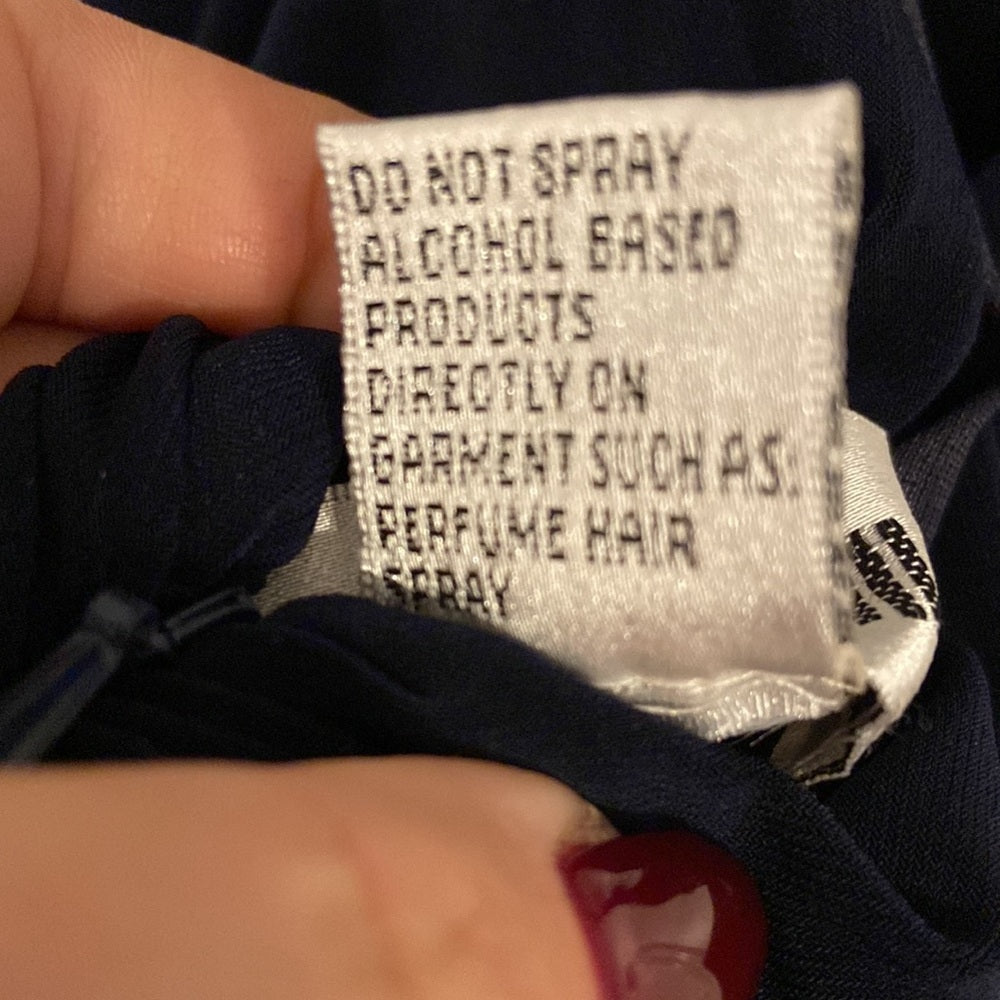 DO NOT SPRAY
ALCOHOL BASED
PRODUCTS
DIRECTLY ON
GARMENT SUCH AS:
PERFUME HAIR
SPRAY